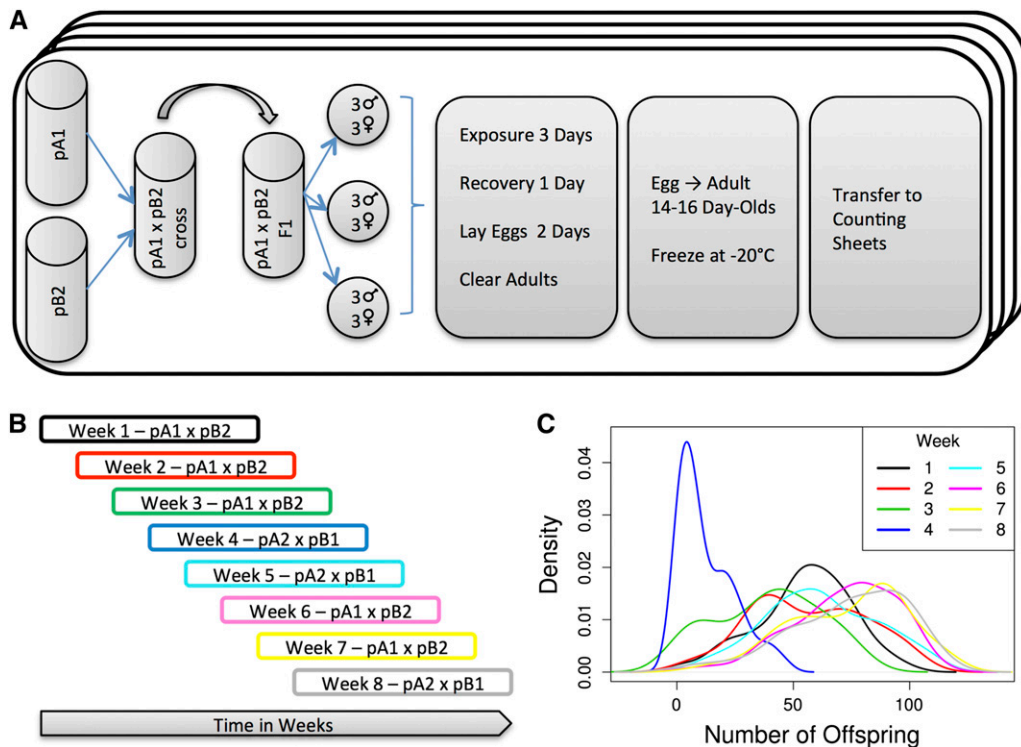 A
pA1
pB2
pA1 x pB2
cross
pA1 x pB2
F1
3♂
3♀
3♂
3♀
3♂
3♀
Exposure 3 Days
Recovery 1 Day
Lay Eggs 2 Days
Clear Adults
Egg → Adult
14-16 Day-Olds
Freeze at -20°C
Transfer to
Counting
Sheets
B
Week 1 – pA1 x pB2
Week 2 – pA1 x pB2
Week 3 – pA1 x pB2
Week 4 – pA2 x pB1
Week 5 – pA2 x pB1
Week 6 – pA1 x pB2
Week 7 – pA1 x pB2
Week 8 – pA2 x pB1
Time in Weeks
C
Week
1 5
2 6
3 7
4 8
Density
0.04
0.03
0.02
0.01
0.00
0 50 100
Number of Offspring